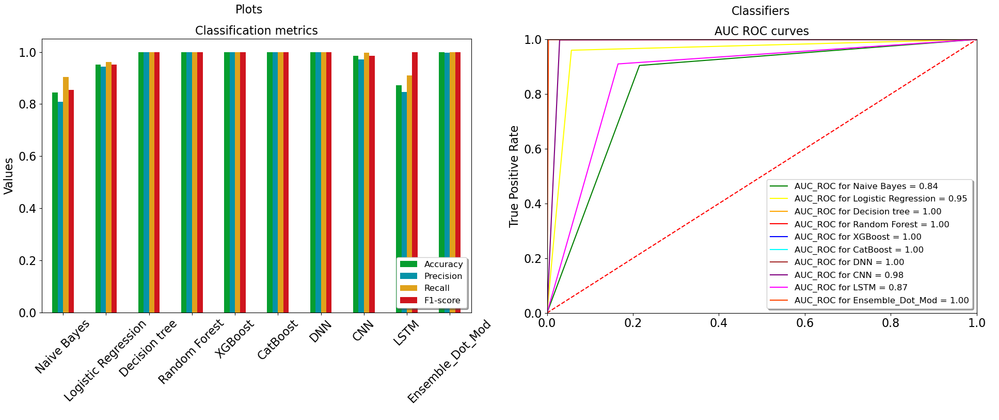 Plots
Classification metrics
Values
1.0
0.8
0.6
0.4
0.2
0.0
Accuracy
Precision
Recall
F1-score
Naive Bayes
Logistic Regression
Decision tree
Random Forest
XGBoost
CatBoost
DNN
CNN
LSTM
Ensemble_Dot_Mod
Classifiers
AUC ROC curves
True Positive Rate
1.0
0.8
0.6
0.4
0.2
0.0
AUC_ROC for Naive Bayes = 0.84
AUC_ROC for Logistic Regression = 0.95
AUC_ROC for Decision tree = 1.00
AUC_ROC for Random Forest = 1.00
AUC_ROC for XGBoost = 1.00
AUC_ROC for CatBoost = 1.00
AUC_ROC for DNN = 1.00
AUC_ROC for CNN = 0.98
AUC_ROC for LSTM = 0.87
AUC_ROC for Ensemble_Dot_Mod = 1.00
0.0 0.2 0.4 0.6 0.8 1.0